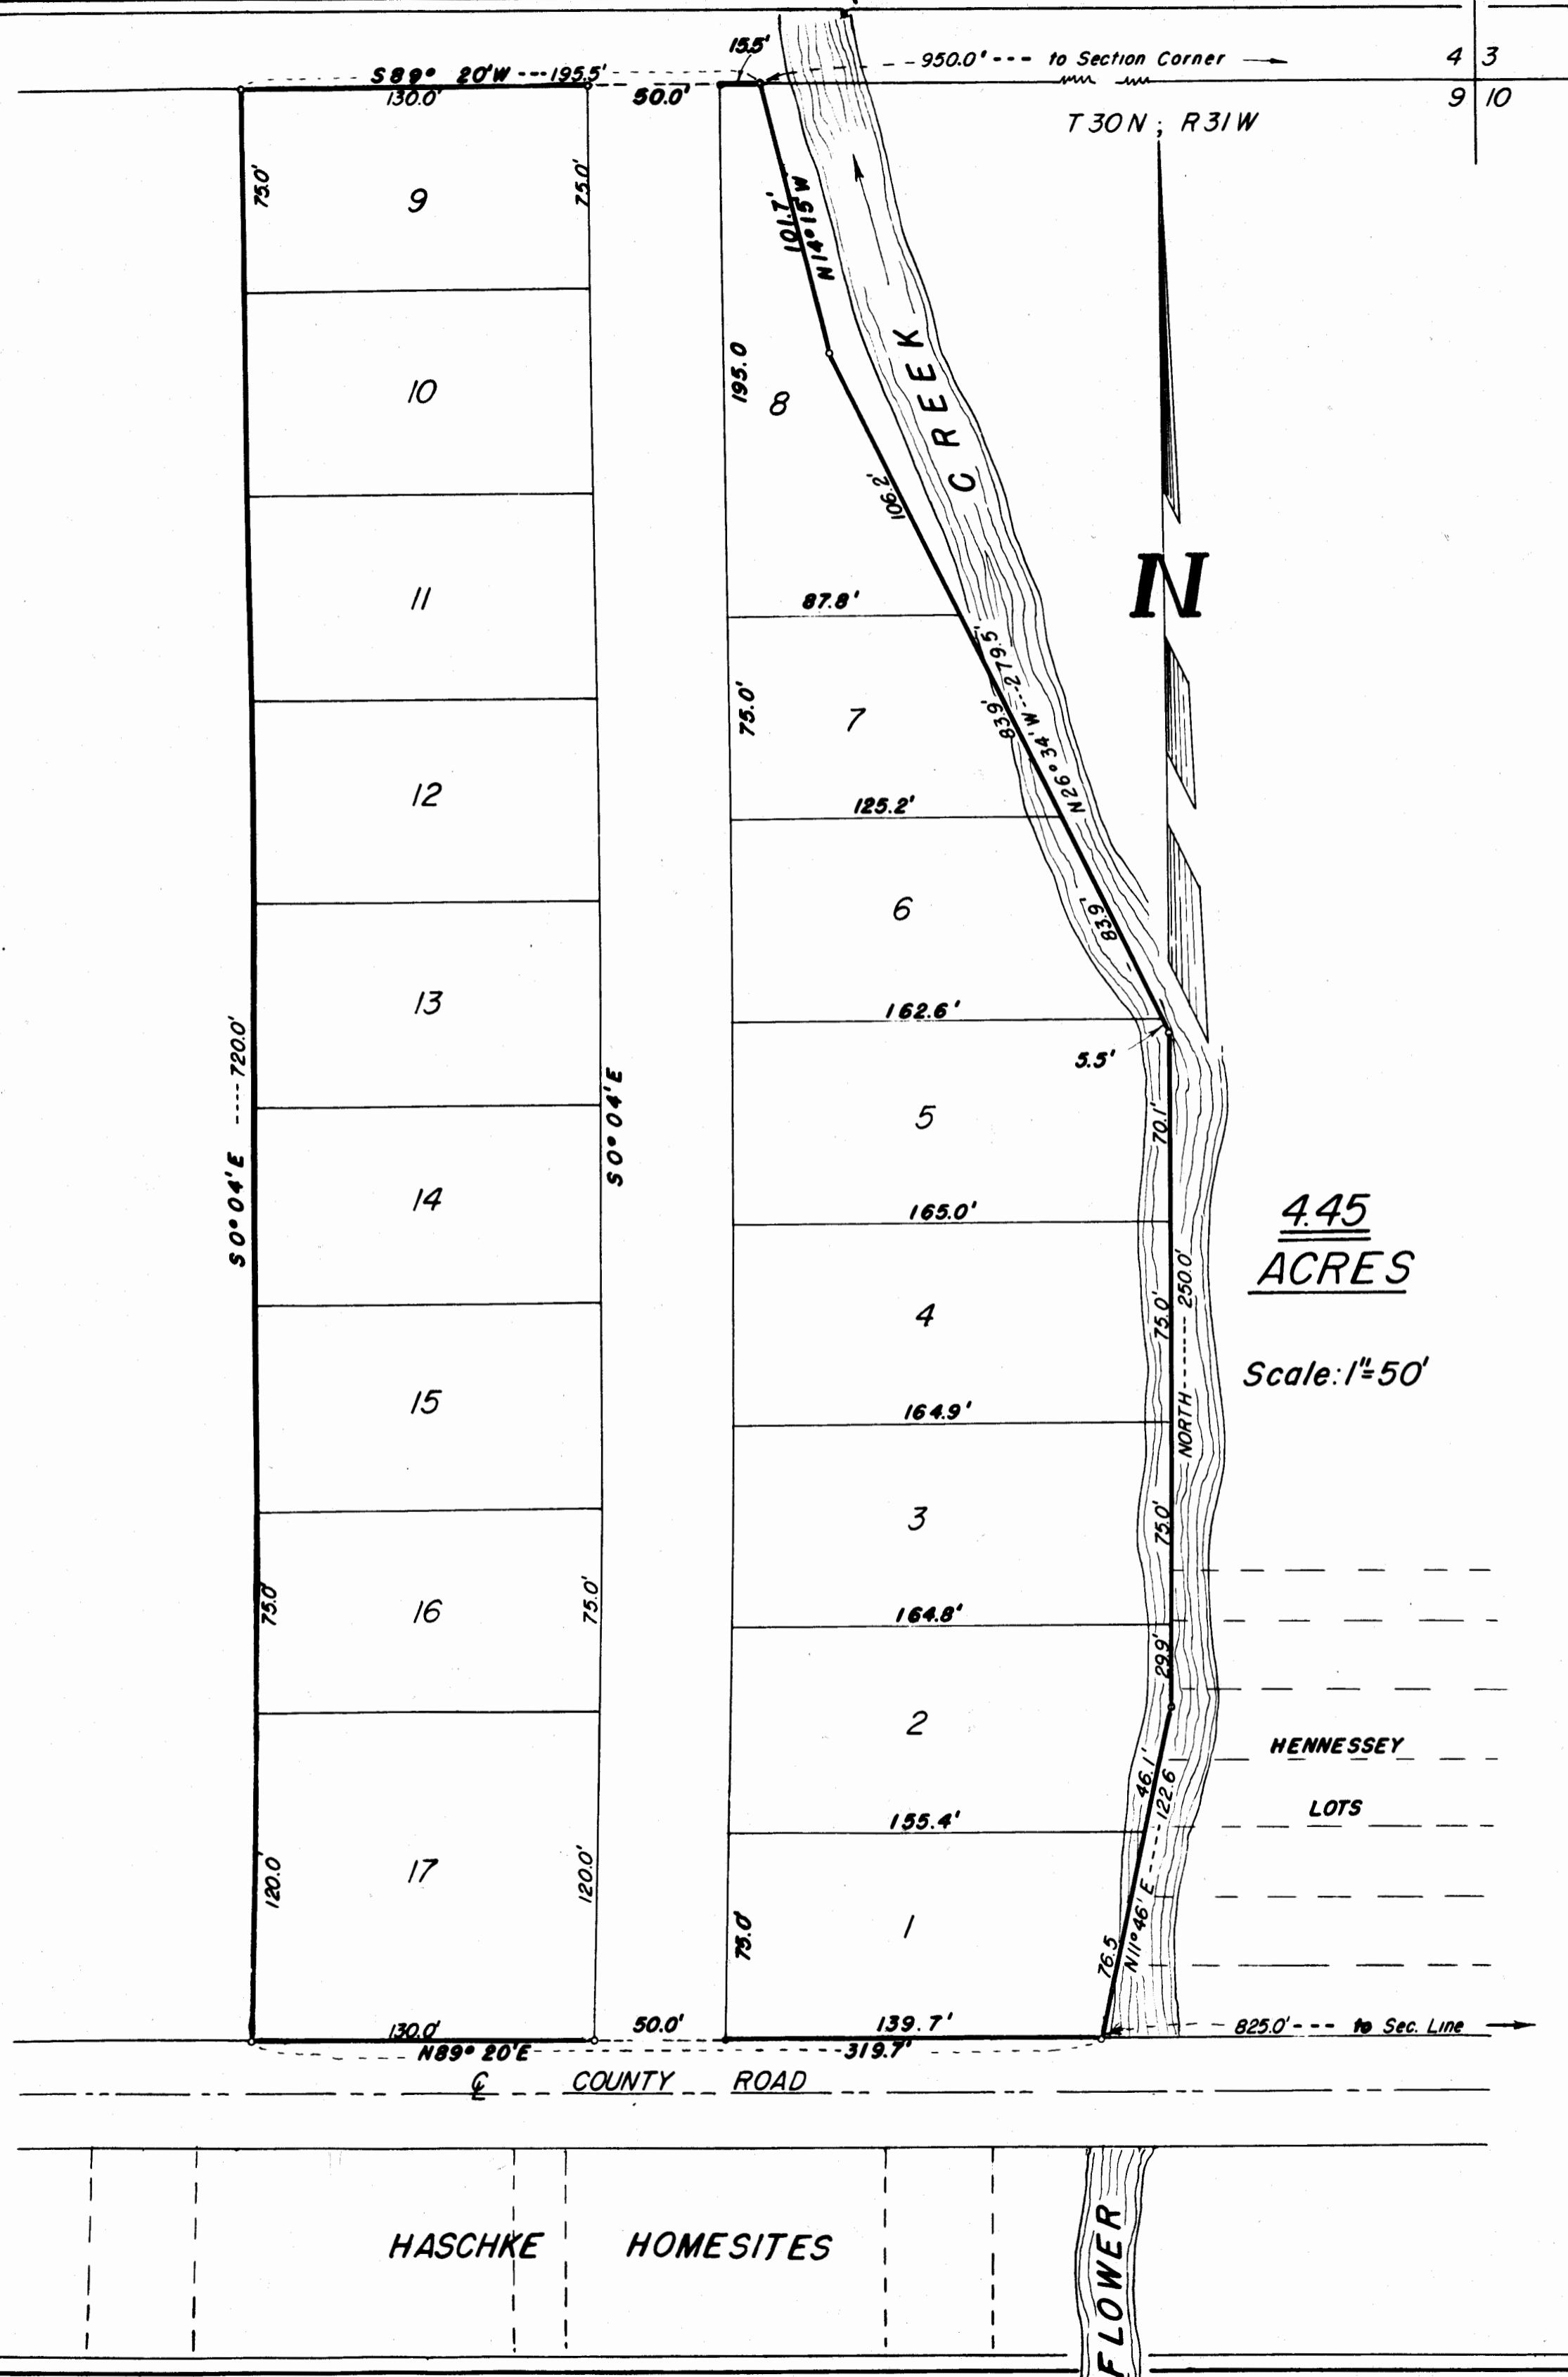 15.5'
S 89° 20' W --- 195.5'
950.0' --- to Section Corner
4 3
130.0'
50.0'
9 10
T 30 N ; R 31 W
75.0'
9
75.0'
101.7'
N 14° 15' W
10
195.0
8
CREEK
106.2'
N
11
87.8'
7
75.0'
83.9'
N 26° 34' W --- 279.5'
12
125.2'
6
83.9'
13
162.6'
5.5'
S 0° 04' E ---- 720.0'
S 0° 04' E
5
70.1'
14
165.0'
4.45
ACRES
4
75.0'
NORTH ------- 250.0'
Scale: 1"=50'
15
164.9'
3
75.0'
75.0'
16
75.0'
164.8'
29.9'
2
HENNESSEY
LOTS
46.1'
N 11° 46' E ----- 122.6
155.4'
120.0'
17
120.0'
75.0'
1
76.5
130.0'
50.0'
139.7'
825.0' --- to Sec. Line
N 89° 20' E
319.7'
℄ COUNTY ROAD
HASCHKE HOMESITES
FLOWER